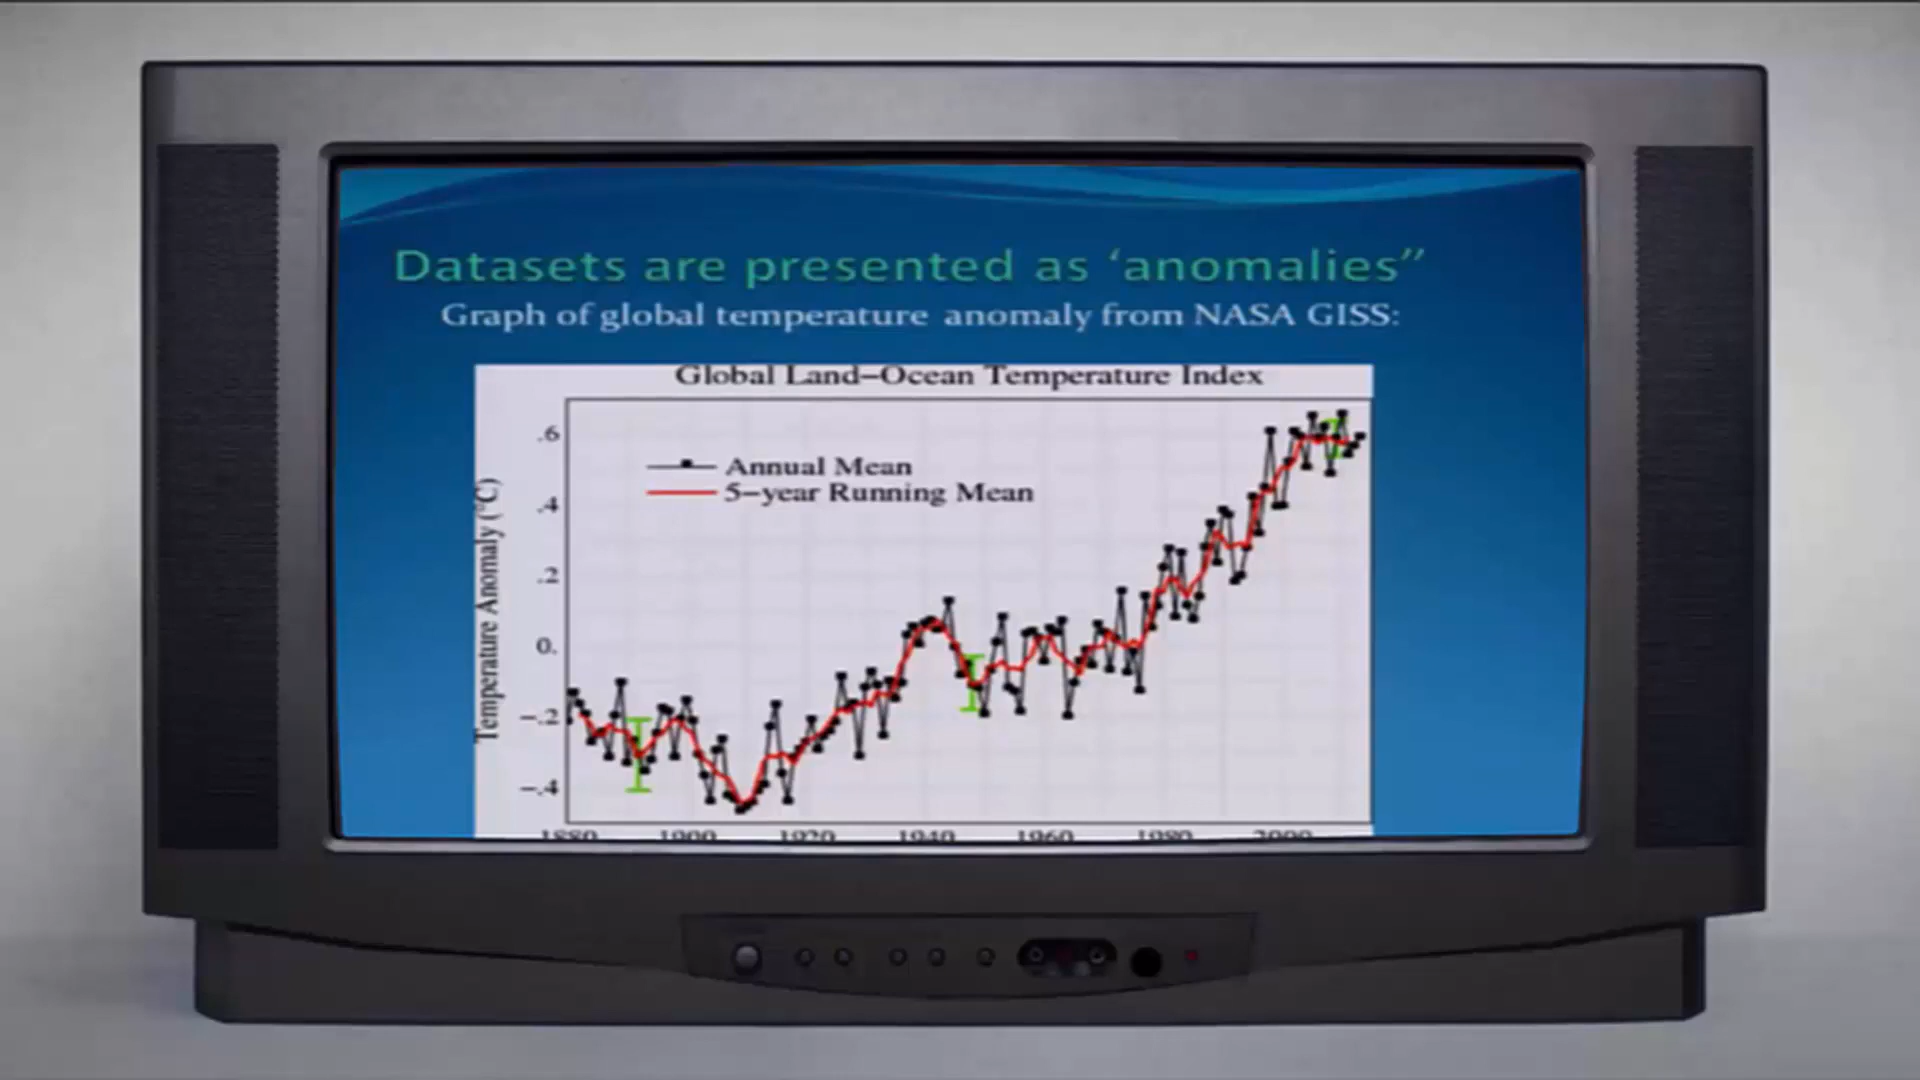 Datasets are presented as ‘anomalies”
Graph of global temperature anomaly from NASA GISS:
Global Land-Ocean Temperature Index
Annual Mean
5-year Running Mean
Temperature Anomaly (°C)
.6
.4
.2
0.
-.2
-.4
1880 1900 1920 1940 1960 1980 2000